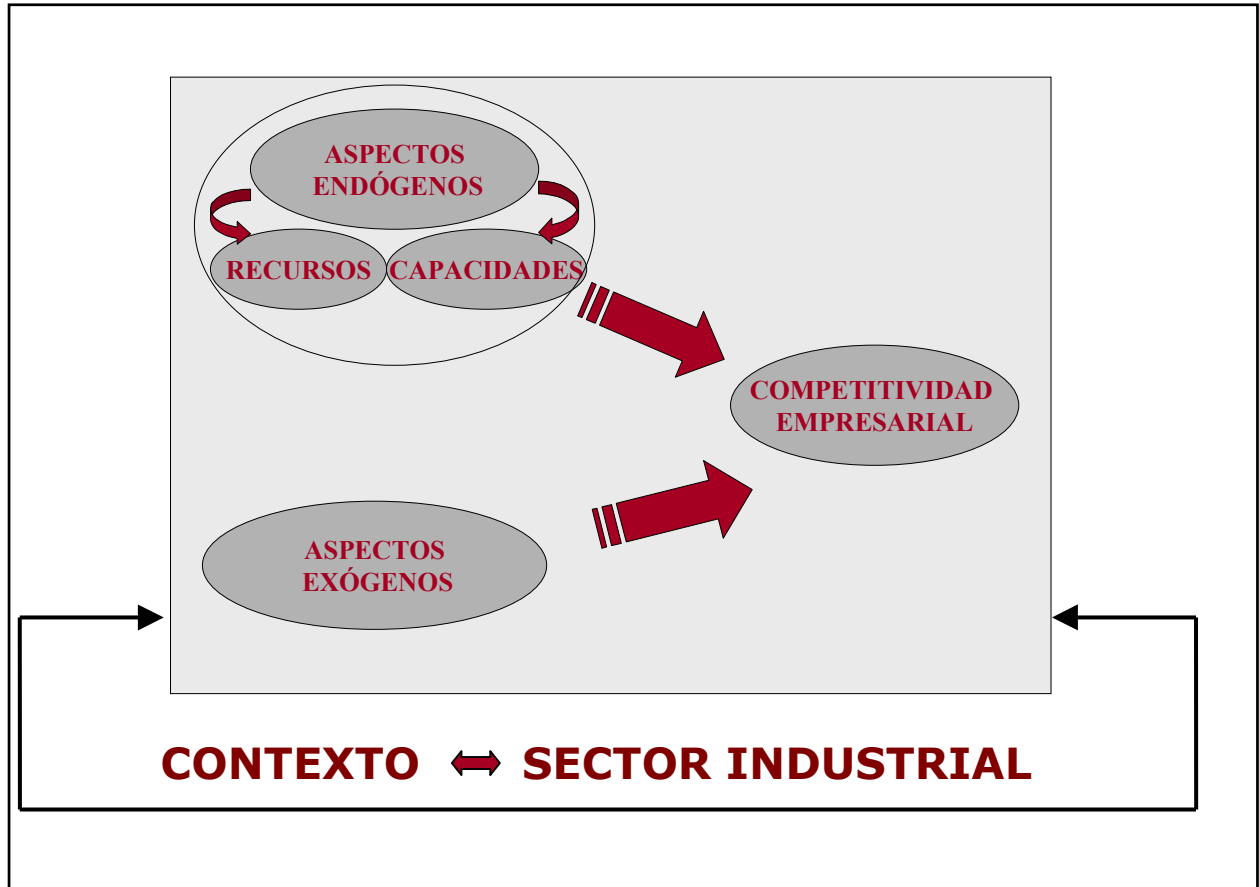 ASPECTOS
ENDÓGENOS
RECURSOS
CAPACIDADES
COMPETITIVIDAD
EMPRESARIAL
ASPECTOS
EXÓGENOS
CONTEXTO SECTOR INDUSTRIAL